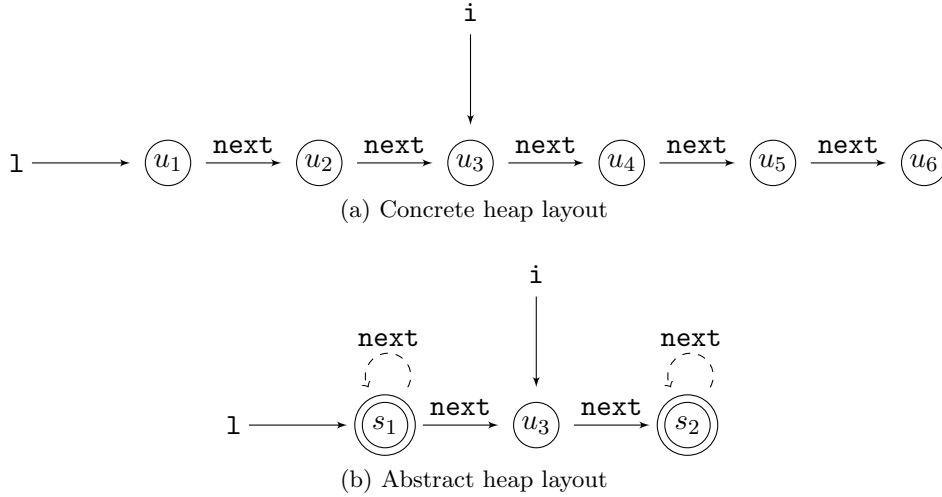 i
l u1 next u2 next u3 next u4 next u5 next u6
(a) Concrete heap layout
i
next next
l s1 next u3 next s2
(b) Abstract heap layout